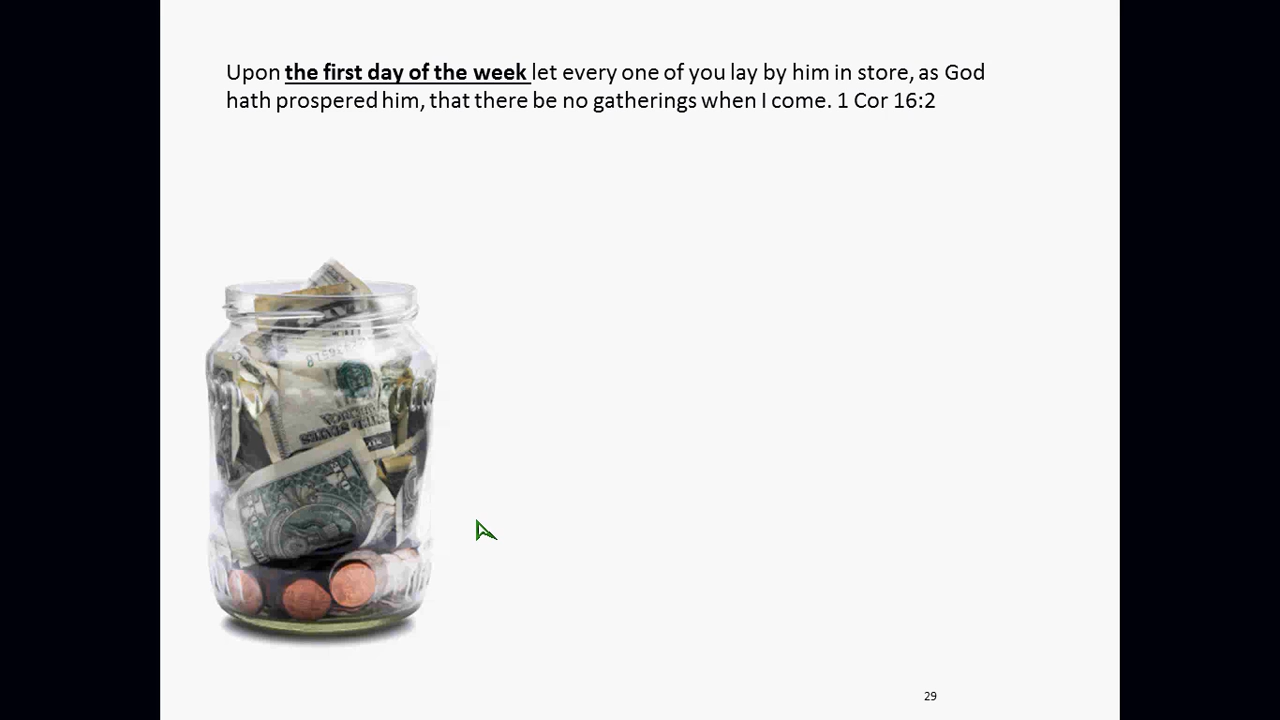 Upon the first day of the week let every one of you lay by him in store, as God
hath prospered him, that there be no gatherings when I come. 1 Cor 16:2
29